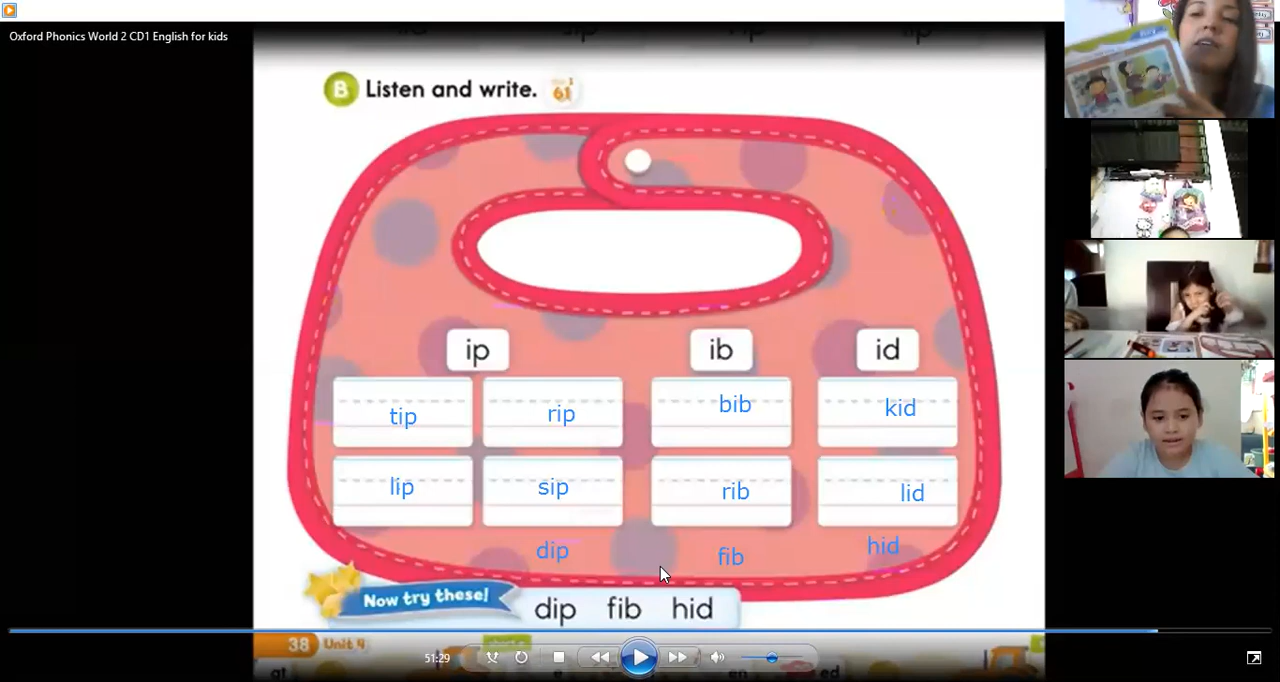 Oxford Phonics World 2 CD1 English for kids
B Listen and write. 61
ip ib id
tip rip bib kid
lip sip rib lid
dip fib hid
Now try these! dip fib hid
38 Unit 4
51:29